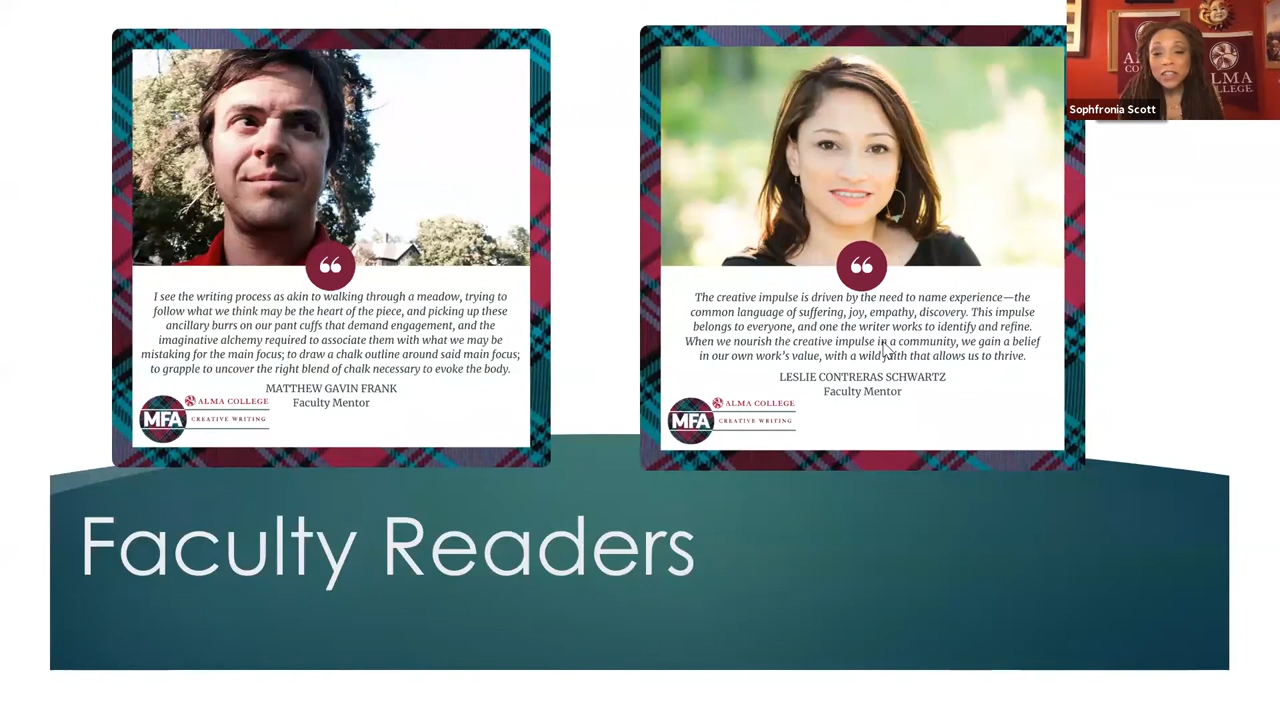 I see the writing process as akin to walking through a meadow, trying to
follow what we think may be the heart of the piece, and picking up these
ancillary burrs on our pant cuffs that demand engagement, and the
imaginative alchemy required to associate them with what we may be
mistaking for the main focus; to draw a chalk outline around said main focus;
to grapple to uncover the right blend of chalk necessary to evoke the body.
MATTHEW GAVIN FRANK
Faculty Mentor
MFA
ALMA COLLEGE
CREATIVE WRITING
The creative impulse is driven by the need to name experience—the
common language of suffering, joy, empathy, discovery. This impulse
belongs to everyone, and one the writer works to identify and refine.
When we nourish the creative impulse in a community, we gain a belief
in our own work's value, with a wild faith that allows us to thrive.
LESLIE CONTRERAS SCHWARTZ
Faculty Mentor
MFA
ALMA COLLEGE
CREATIVE WRITING
Sophfronia Scott
Faculty Readers